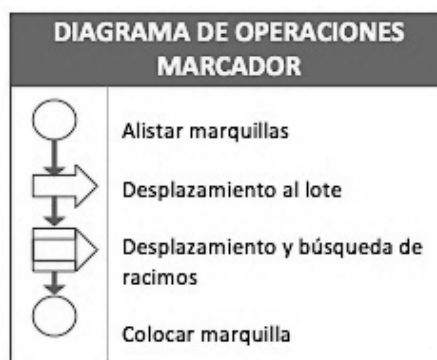 DIAGRAMA DE OPERACIONES
MARCADOR
Alistar marquillas
Desplazamiento al lote
Desplazamiento y búsqueda de
racimos
Colocar marquilla